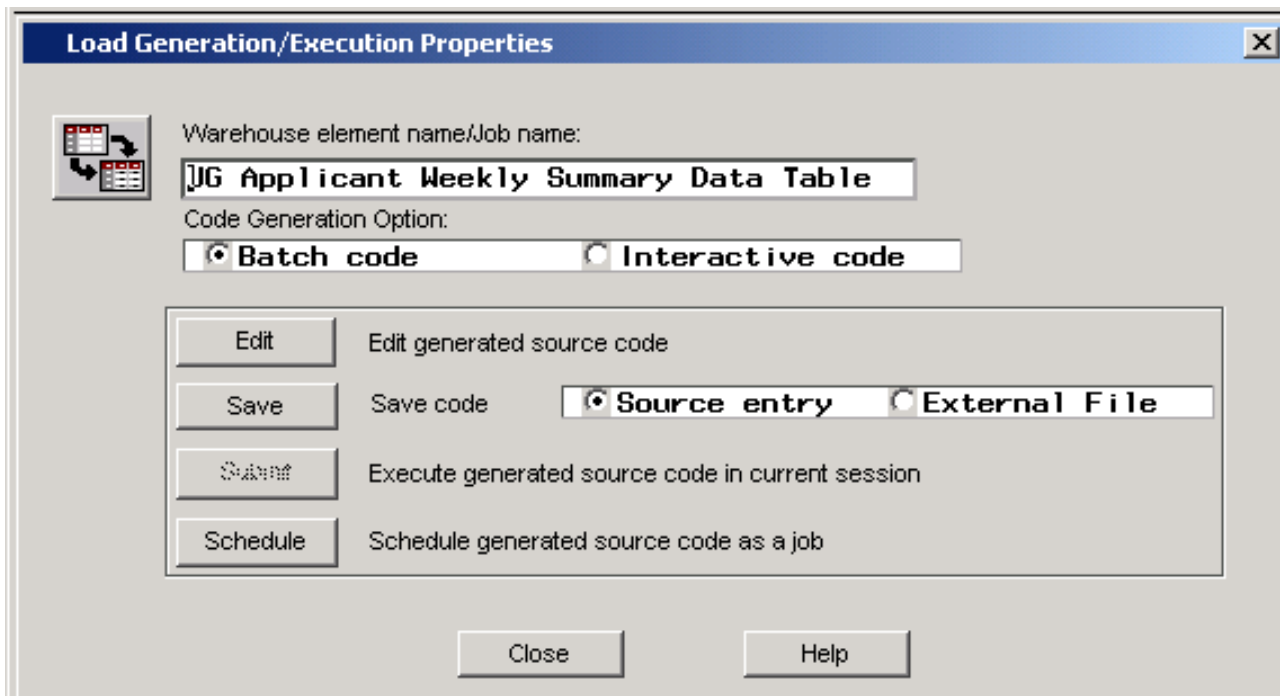 Load Generation/Execution Properties
Warehouse element name/Job name:
UG Applicant Weekly Summary Data Table
Code Generation Option:
Batch code Interactive code
Edit Edit generated source code
Save Save code Source entry External File
Submit Execute generated source code in current session
Schedule Schedule generated source code as a job
Close Help